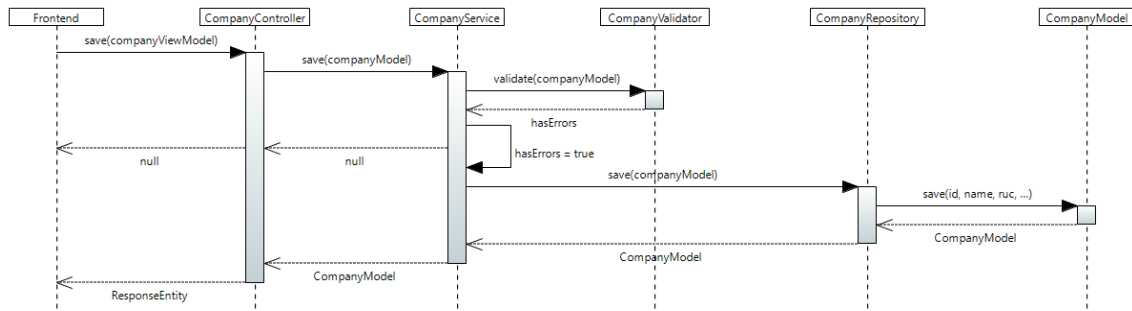 Frontend
CompanyController
CompanyService
CompanyValidator
CompanyRepository
CompanyModel
save(companyViewModel)
save(companyModel)
validate(companyModel)
hasErrors
hasErrors = true
null
null
save(companyModel)
save(id, name, ruc, ...)
CompanyModel
CompanyModel
CompanyModel
ResponseEntity